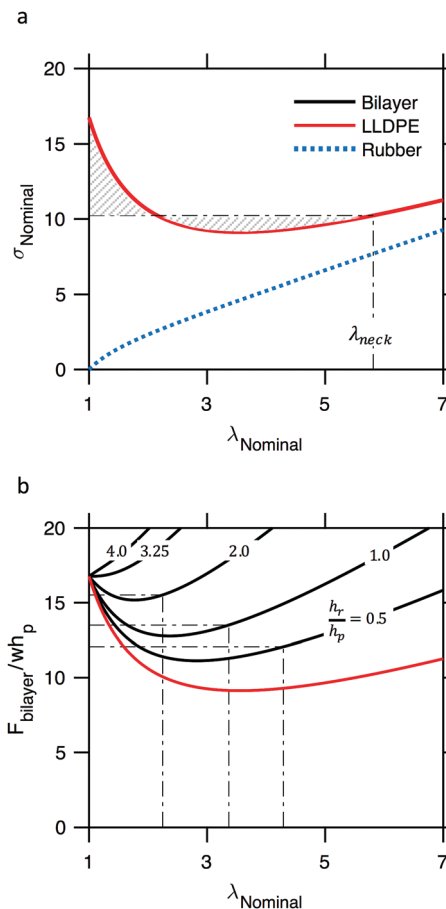 a
20
15
10
5
0
σNominal
Bilayer
LLDPE
Rubber
λneck
1 3 5 7
λNominal
b
20
15
10
5
0
Fbilayer/whp
4.0 3.25 2.0 1.0
hr/hp = 0.5
1 3 5 7
λNominal